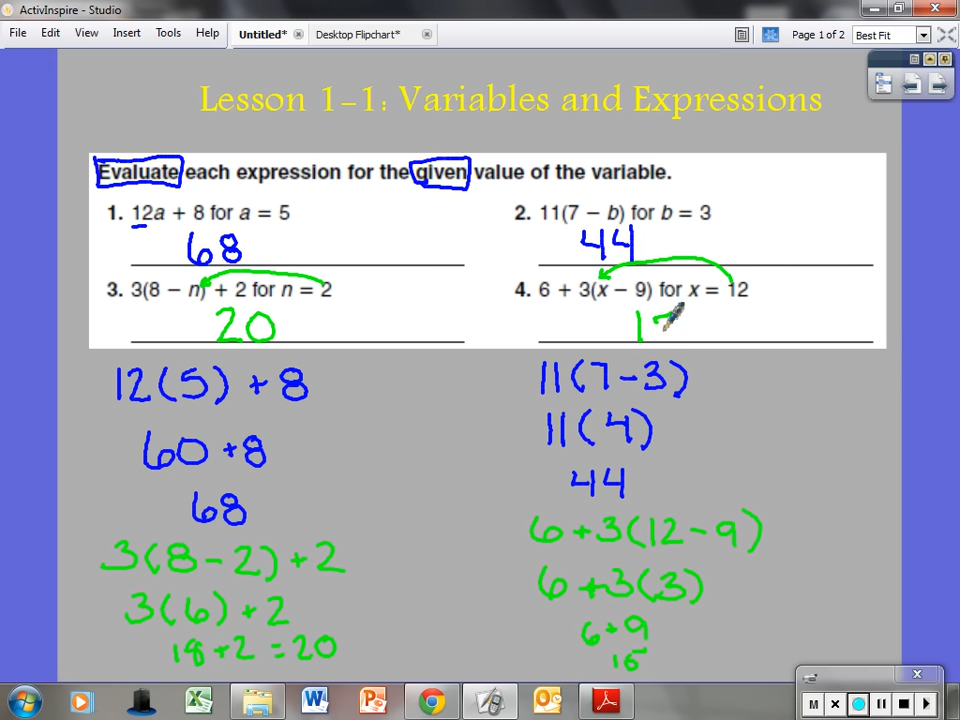 ActivInspire - Studio
File Edit View Insert Tools Help Untitled* Desktop Flipchart* Page 1 of 2 Best Fit
Lesson 1-1: Variables and Expressions
Evaluate each expression for the given value of the variable.
1. 12a + 8 for a = 5
68
2. 11(7 − b) for b = 3
44
3. 3(8 − n) + 2 for n = 2
20
4. 6 + 3(x − 9) for x = 12
1
12(5) + 8
60 + 8
68
11(7 - 3)
11(4)
44
3(8 - 2) + 2
3(6) + 2
18 + 2 = 20
6 + 3(12 - 9)
6 + 3(3)
6 + 9
15
M